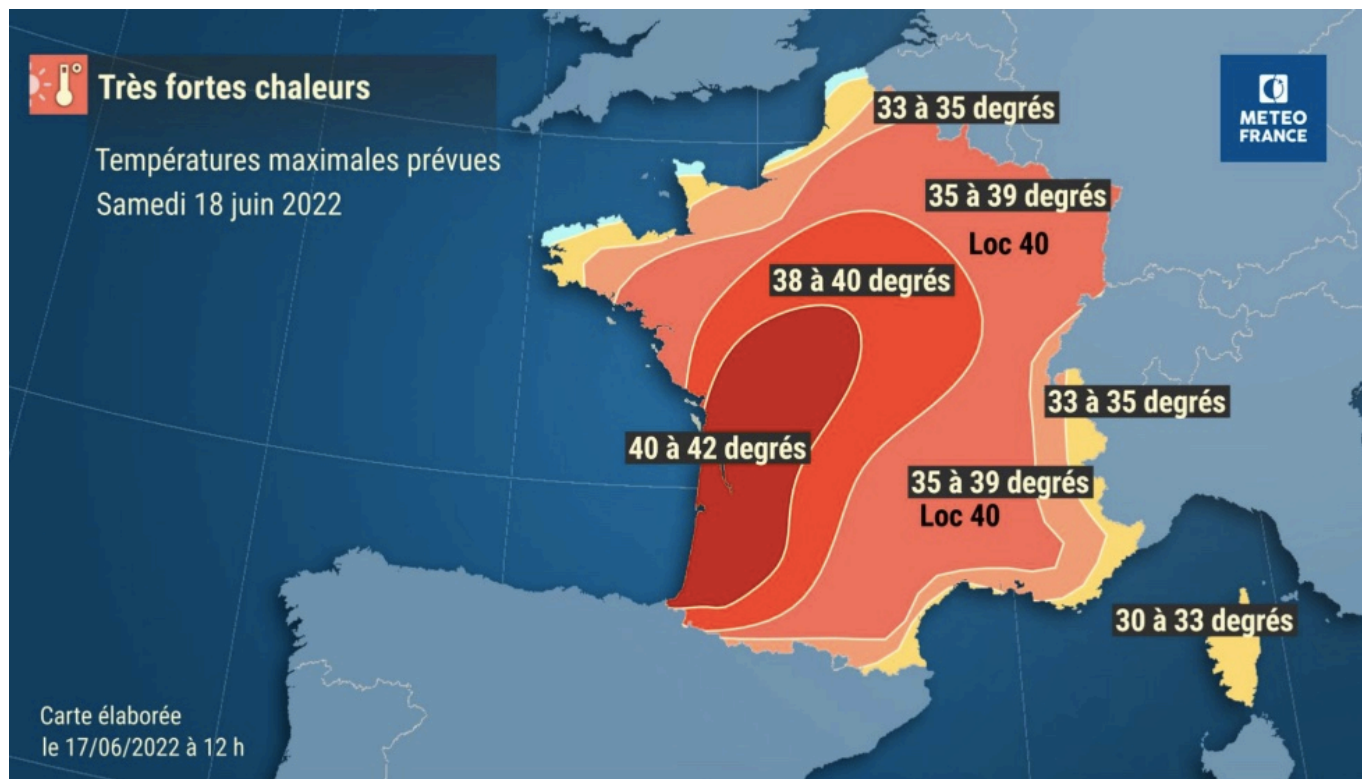 Très fortes chaleurs
Températures maximales prévues
Samedi 18 juin 2022
METEO
FRANCE
33 à 35 degrés
35 à 39 degrés
Loc 40
38 à 40 degrés
33 à 35 degrés
40 à 42 degrés
35 à 39 degrés
Loc 40
30 à 33 degrés
Carte élaborée
le 17/06/2022 à 12 h